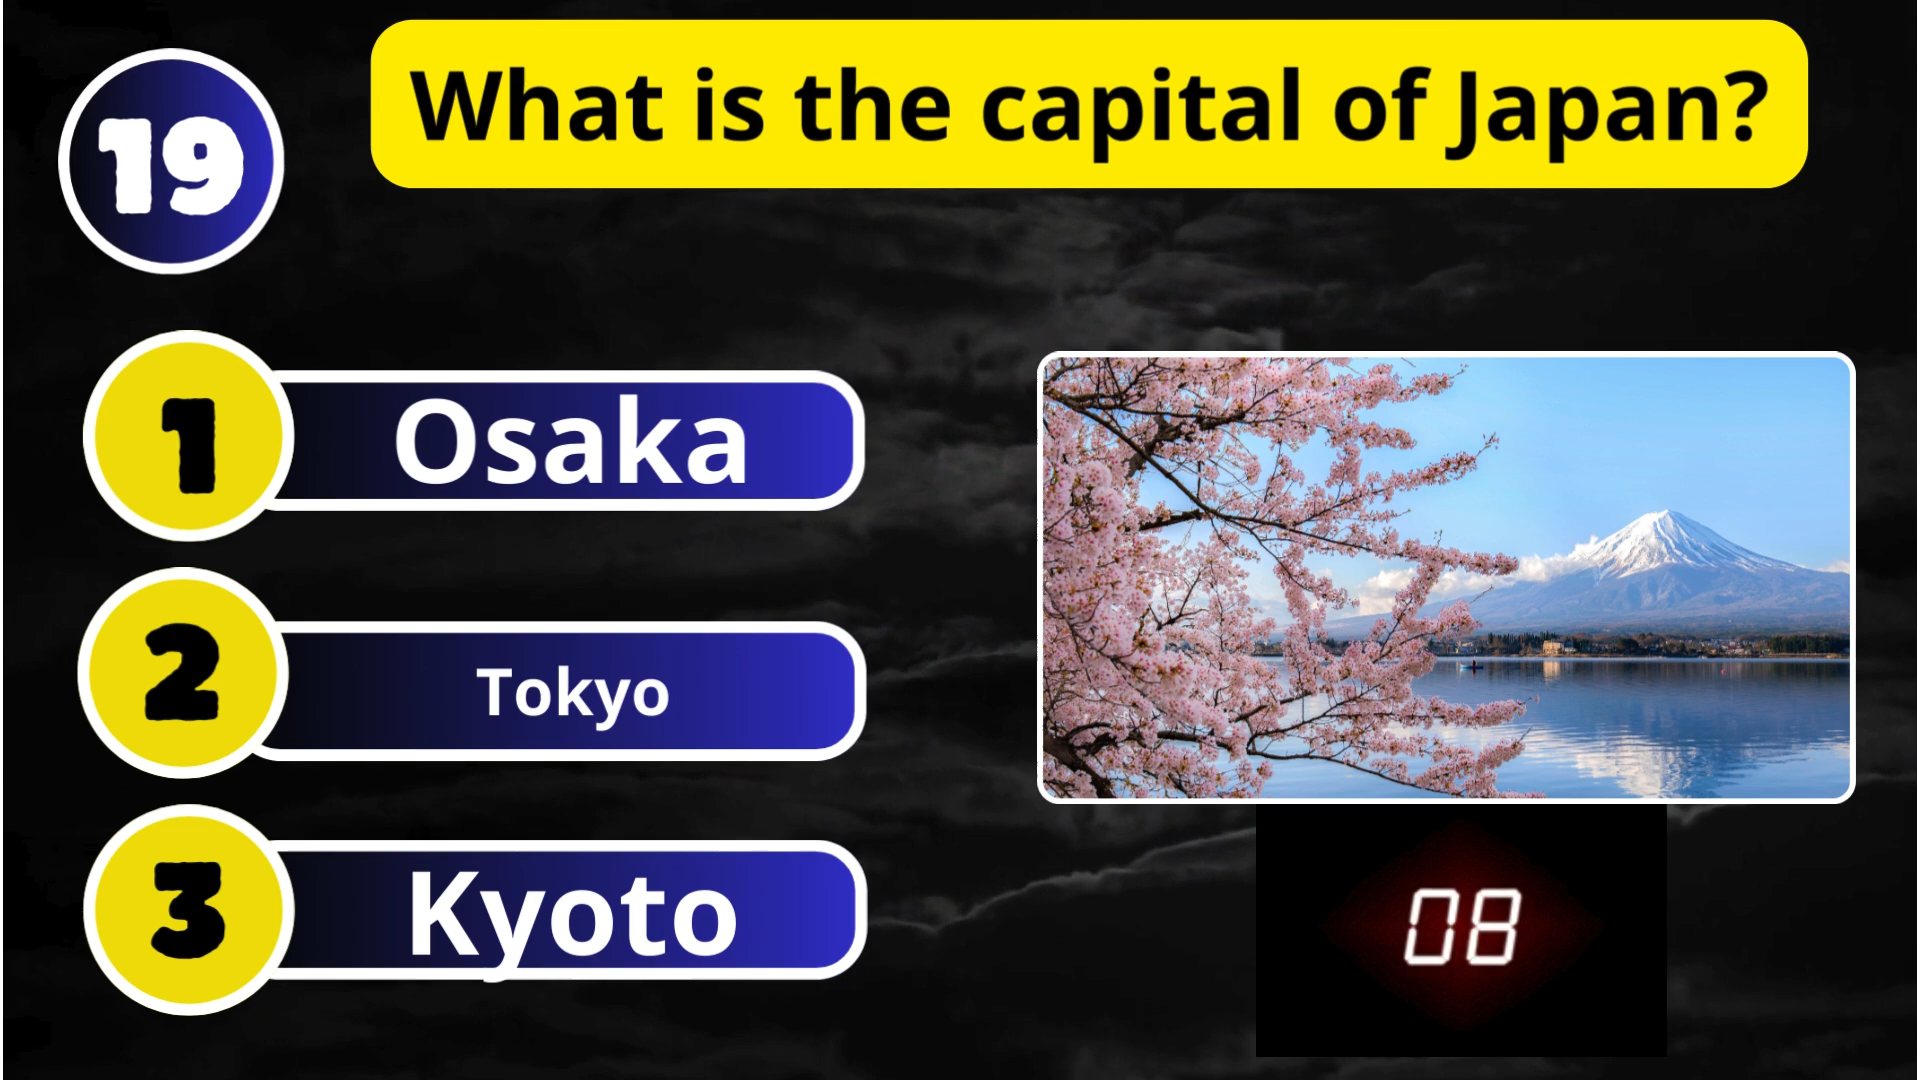 19
What is the capital of Japan?
1
Osaka
2
Tokyo
3
Kyoto
08